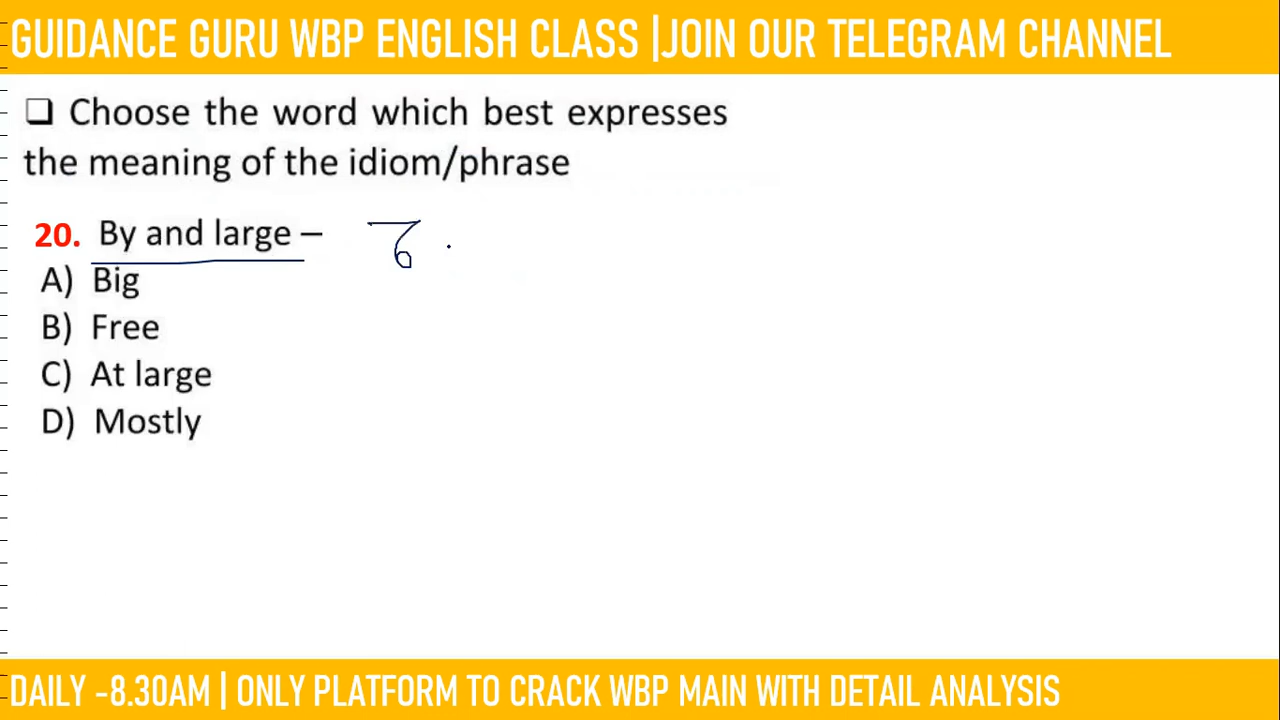 GUIDANCE GURU WBP ENGLISH CLASS |JOIN OUR TELEGRAM CHANNEL
❑ Choose the word which best expresses
the meaning of the idiom/phrase
20. By and large –
A) Big
B) Free
C) At large
D) Mostly
DAILY -8.30AM | ONLY PLATFORM TO CRACK WBP MAIN WITH DETAIL ANALYSIS